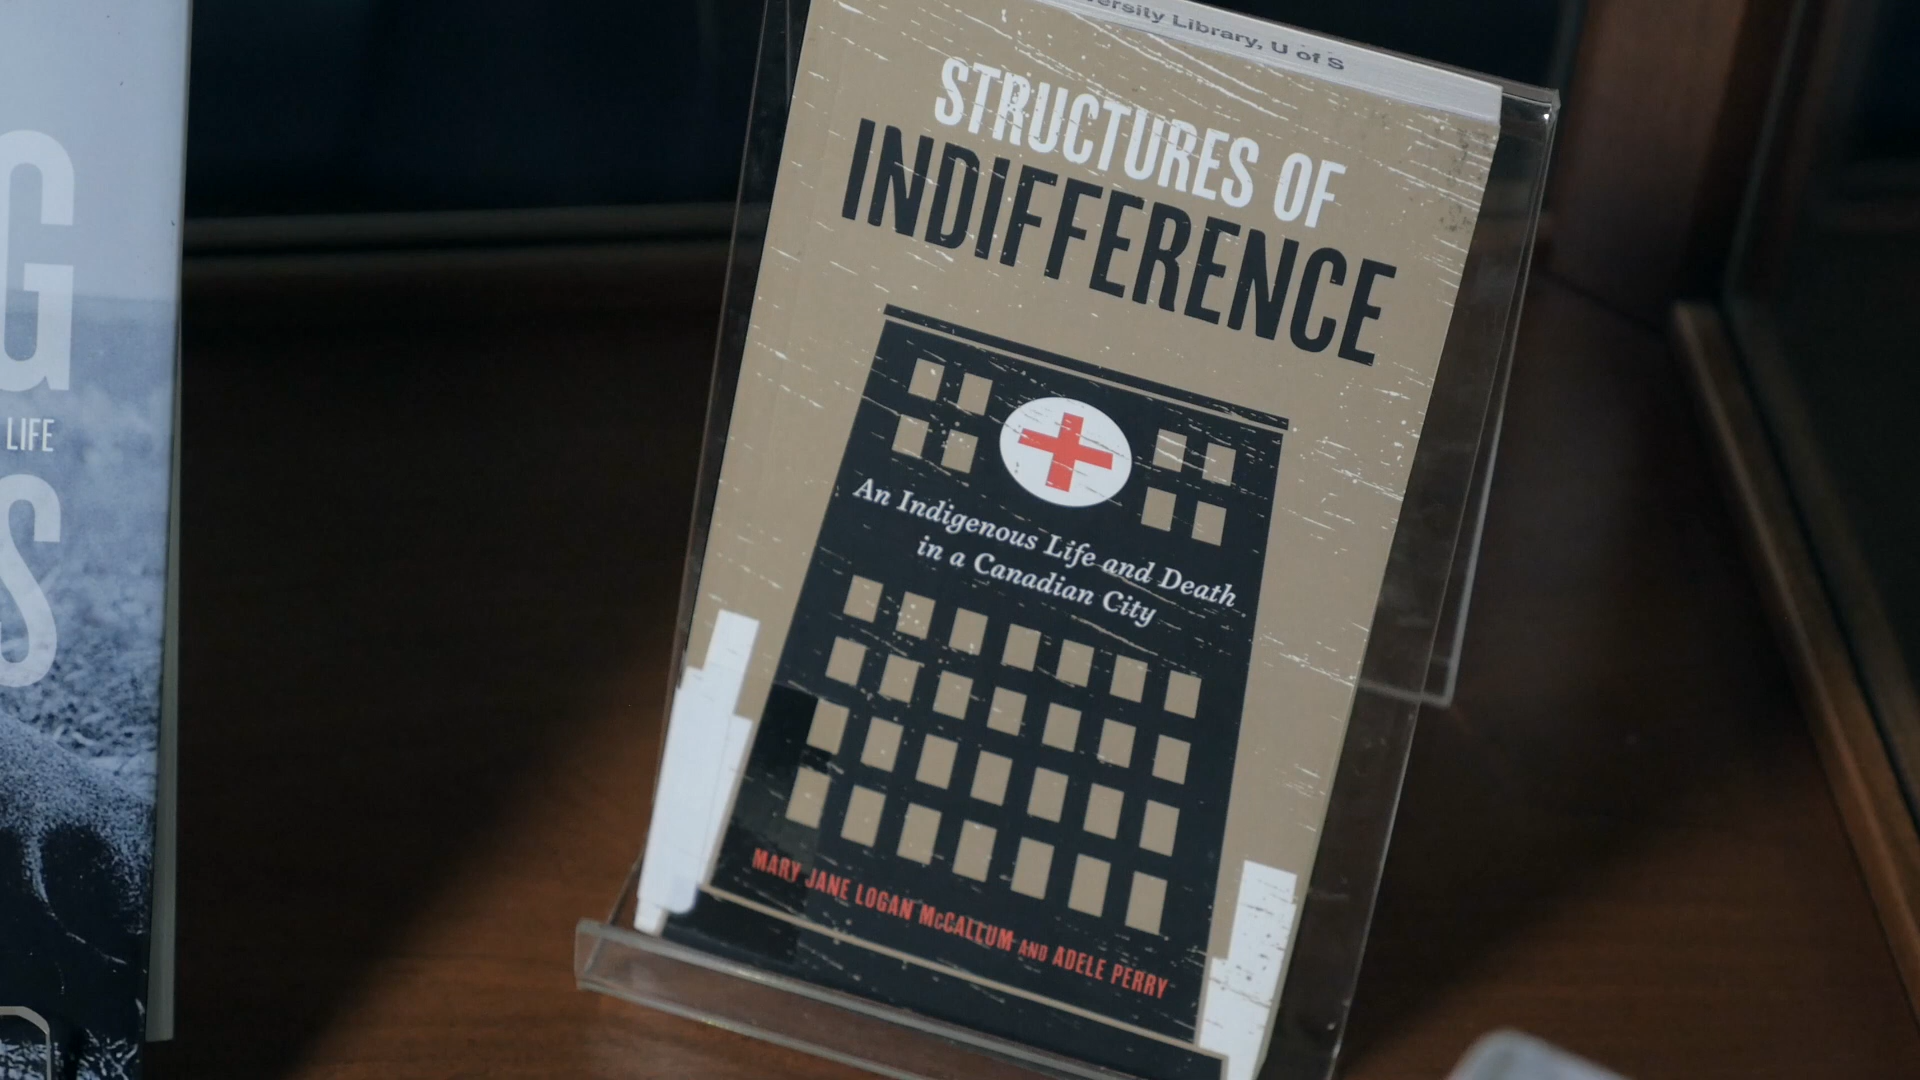 University Library, U of S
STRUCTURES OF
INDIFFERENCE
An Indigenous Life and Death
in a Canadian City
MARY JANE LOGAN McCALLUM AND ADELE PERRY
G
LIFE
S